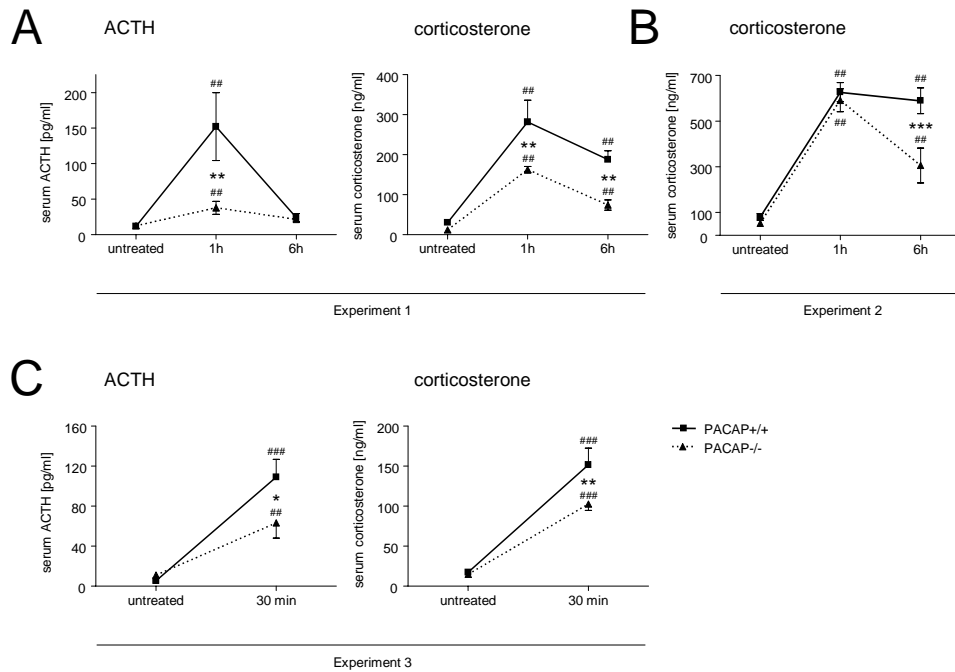 A
ACTH
corticosterone
B
corticosterone
serum ACTH [pg/ml]
200
150
100
50
0
##
**
##
untreated 1h 6h
serum corticosterone [ng/ml]
400
300
200
100
0
##
**
##
##
**
##
untreated 1h 6h
Experiment 1
serum corticosterone [ng/ml]
700
500
300
100
0
##
##
##
***
##
untreated 1h 6h
Experiment 2
C
ACTH
corticosterone
serum ACTH [pg/ml]
160
120
80
40
0
###
*
##
untreated 30 min
serum corticosterone [ng/ml]
200
150
100
50
0
###
**
###
untreated 30 min
Experiment 3
PACAP+/+
PACAP-/-